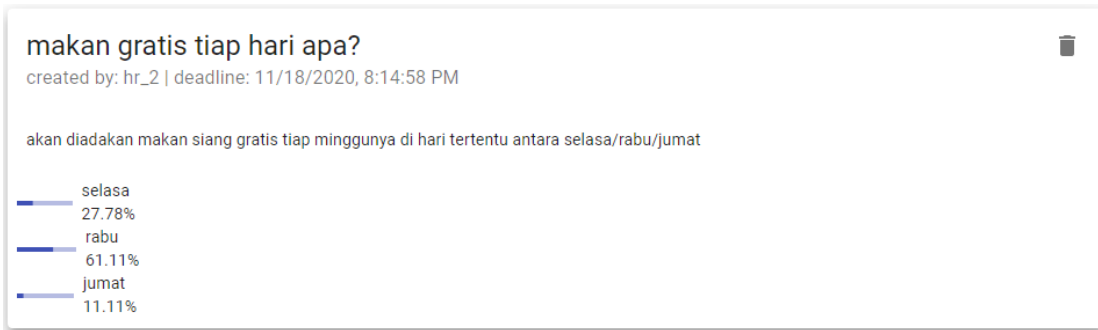 makan gratis tiap hari apa?
created by: hr_2 | deadline: 11/18/2020, 8:14:58 PM
akan diadakan makan siang gratis tiap minggunya di hari tertentu antara selasa/rabu/jumat
selasa
27.78%
rabu
61.11%
jumat
11.11%